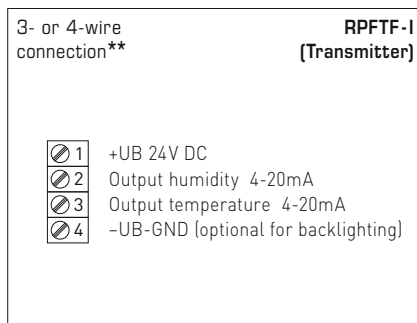 3- or 4-wire
connection**
RPFTF-I
(Transmitter)
1 +UB 24V DC
2 Output humidity 4-20mA
3 Output temperature 4-20mA
4 –UB-GND (optional for backlighting)